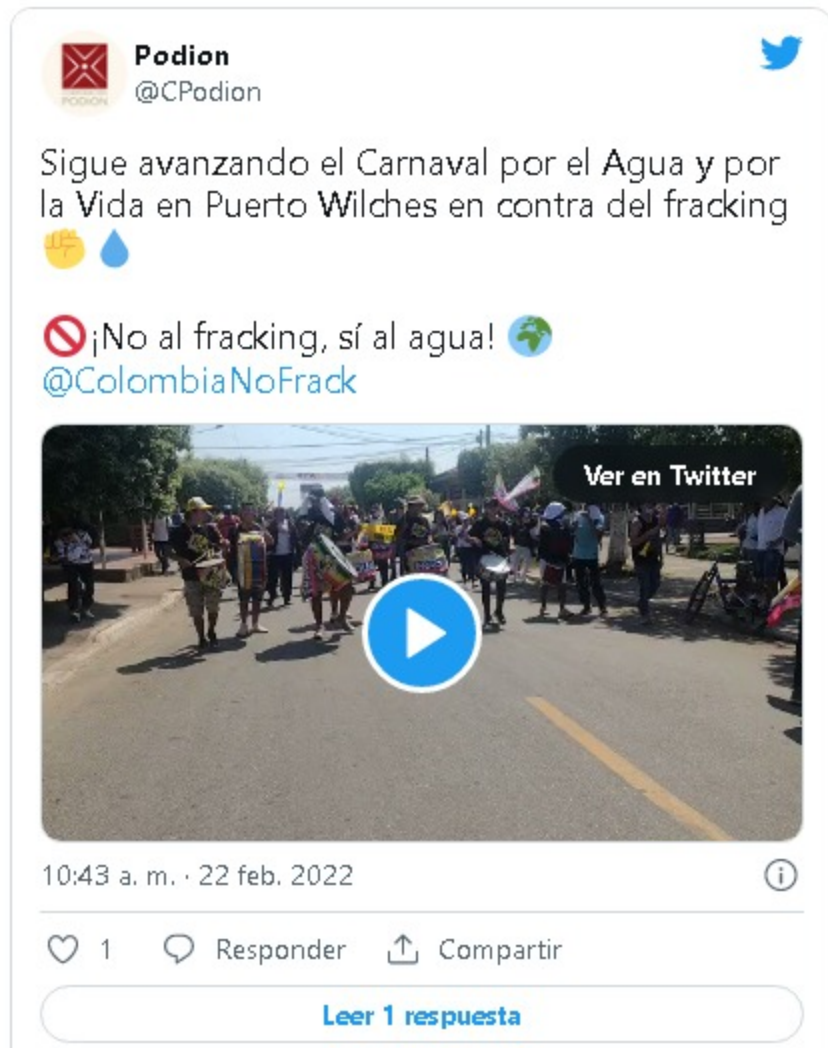 Podion
@CPodion
PODION
Sigue avanzando el Carnaval por el Agua y por
la Vida en Puerto Wilches en contra del fracking
✊💧
🚫¡No al fracking, sí al agua! 🌍
@ColombiaNoFrack
Ver en Twitter
10:43 a. m. · 22 feb. 2022
1 Responder Compartir
Leer 1 respuesta